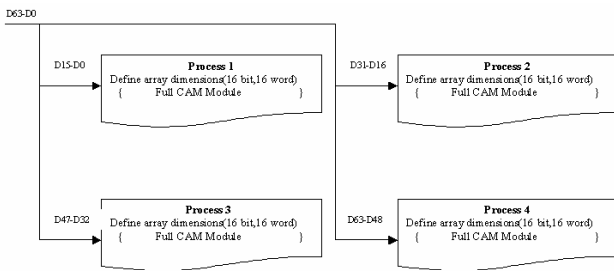 D63-D0
D15-D0
Process 1
Define array dimensions(16 bit,16 word)
{ Full CAM Module }
D31-D16
Process 2
Define array dimensions(16 bit,16 word)
{ Full CAM Module }
D47-D32
Process 3
Define array dimensions(16 bit,16 word)
{ Full CAM Module }
D63-D48
Process 4
Define array dimensions(16 bit,16 word)
{ Full CAM Module }